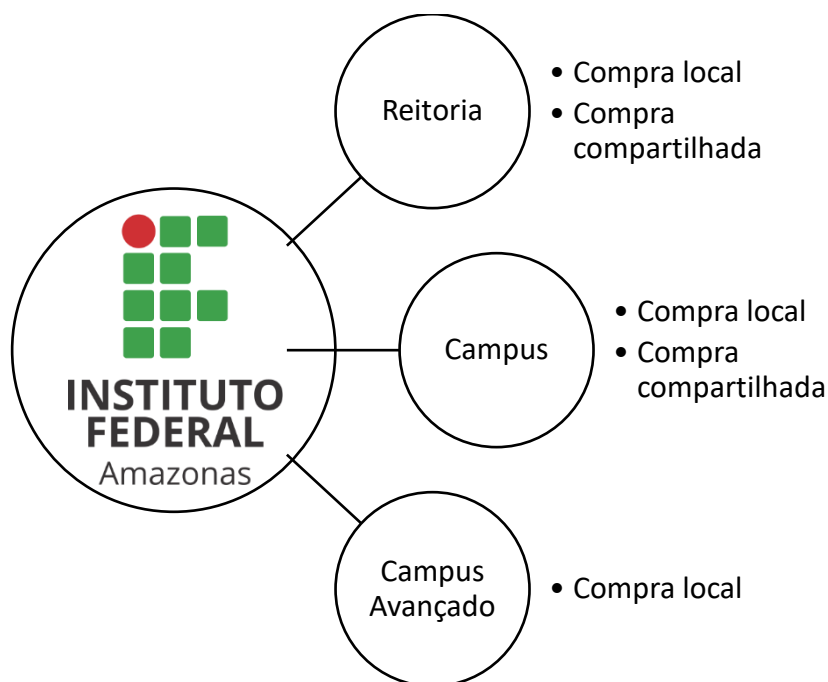 Reitoria
• Compra local
• Compra
compartilhada
INSTITUTO
FEDERAL
Amazonas
Campus
• Compra local
• Compra
compartilhada
Campus
Avançado
• Compra local